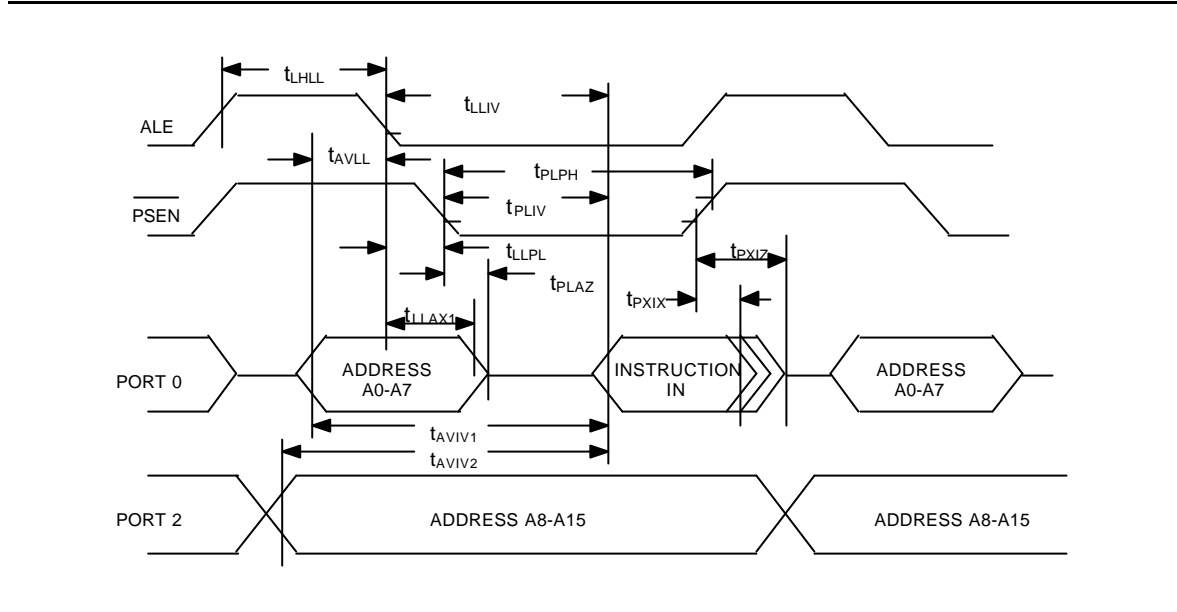 tLHLL
tLLIV
ALE
tAVLL
tPLPH
PSEN
tPLIV
tLLPL
tPXIZ
tPLAZ
tPXIX
tLLAX1
PORT 0
ADDRESS
A0-A7
INSTRUCTION
IN
ADDRESS
A0-A7
tAVIV1
tAVIV2
PORT 2
ADDRESS A8-A15
ADDRESS A8-A15